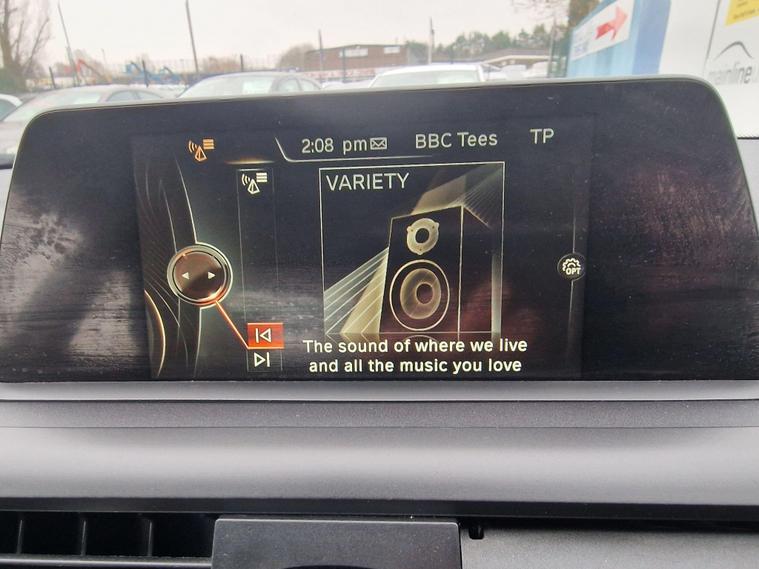 mainline
2:08 pm
BBC Tees
TP
VARIETY
OPT
The sound of where we live
and all the music you love